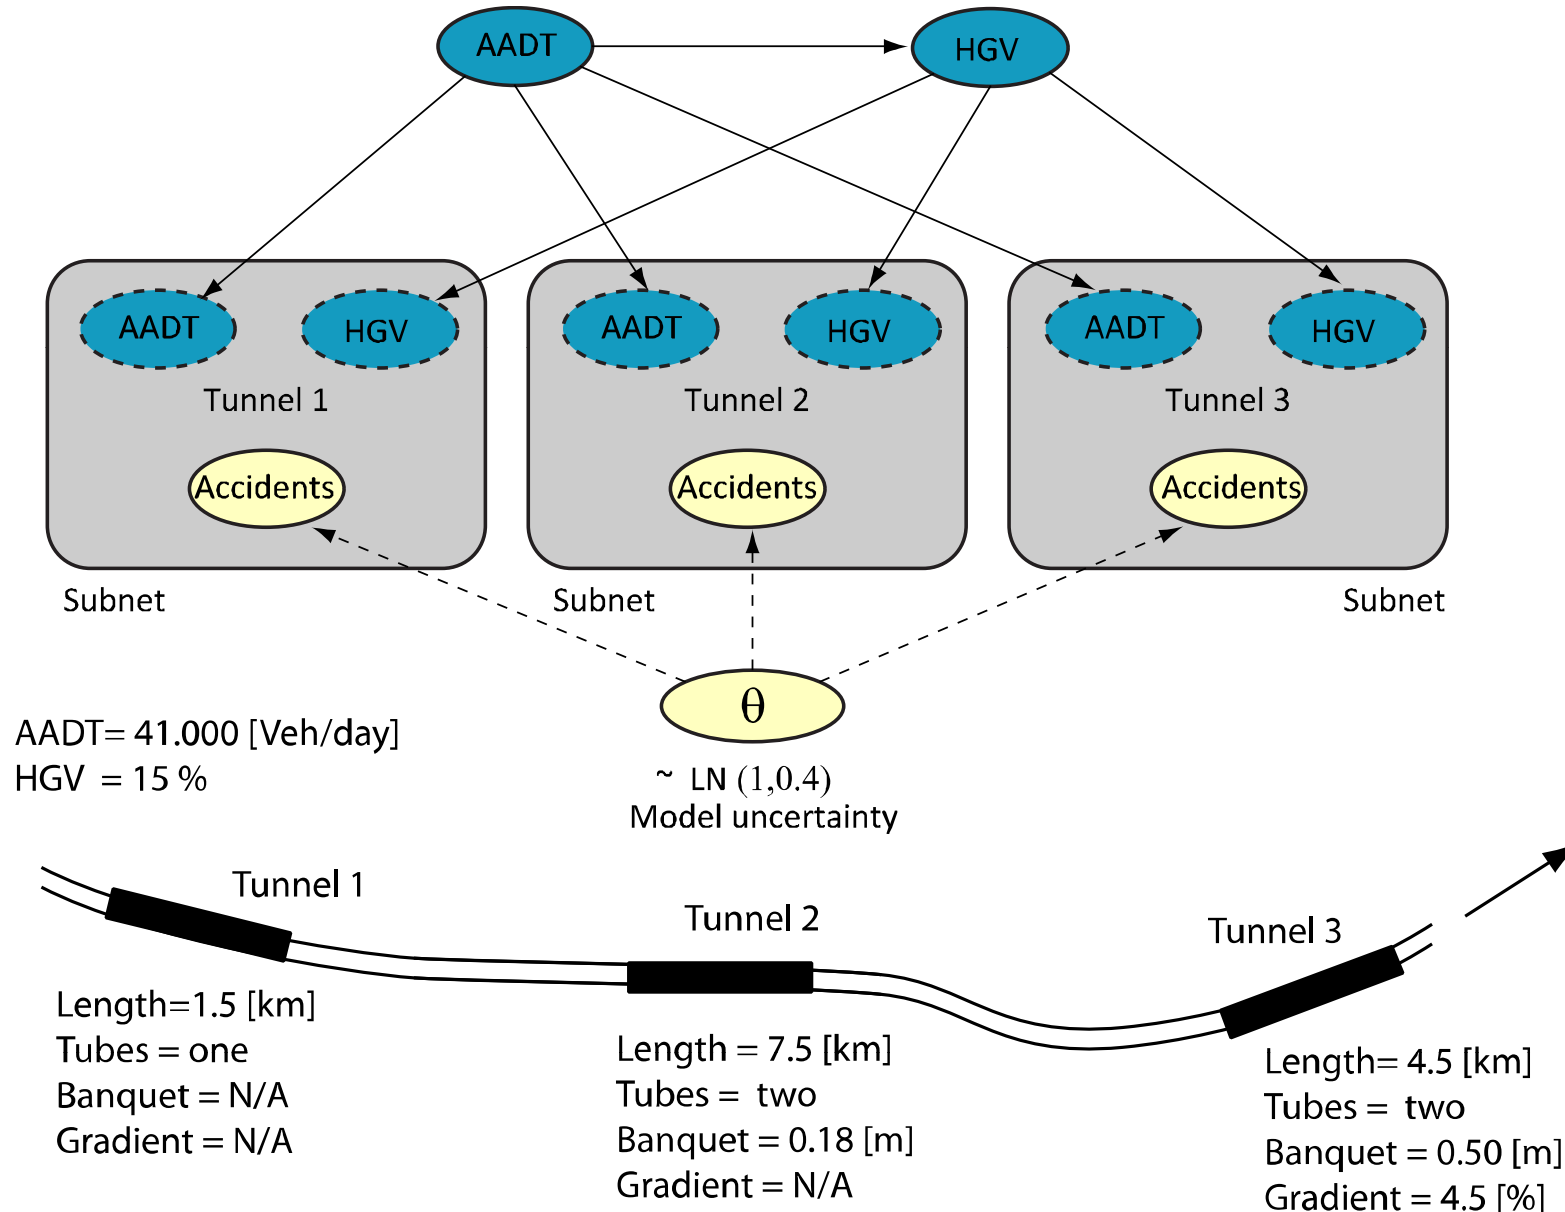 AADT
HGV
AADT
HGV
AADT
HGV
AADT
HGV
Tunnel 1
Tunnel 2
Tunnel 3
Accidents
Accidents
Accidents
Subnet
Subnet
Subnet
θ
AADT= 41.000 [Veh/day]
HGV = 15 %
~ LN (1,0.4)
Model uncertainty
Tunnel 1
Tunnel 2
Tunnel 3
Length=1.5 [km]
Tubes = one
Banquet = N/A
Gradient = N/A
Length = 7.5 [km]
Tubes = two
Banquet = 0.18 [m]
Gradient = N/A
Length= 4.5 [km]
Tubes = two
Banquet = 0.50 [m]
Gradient = 4.5 [%]